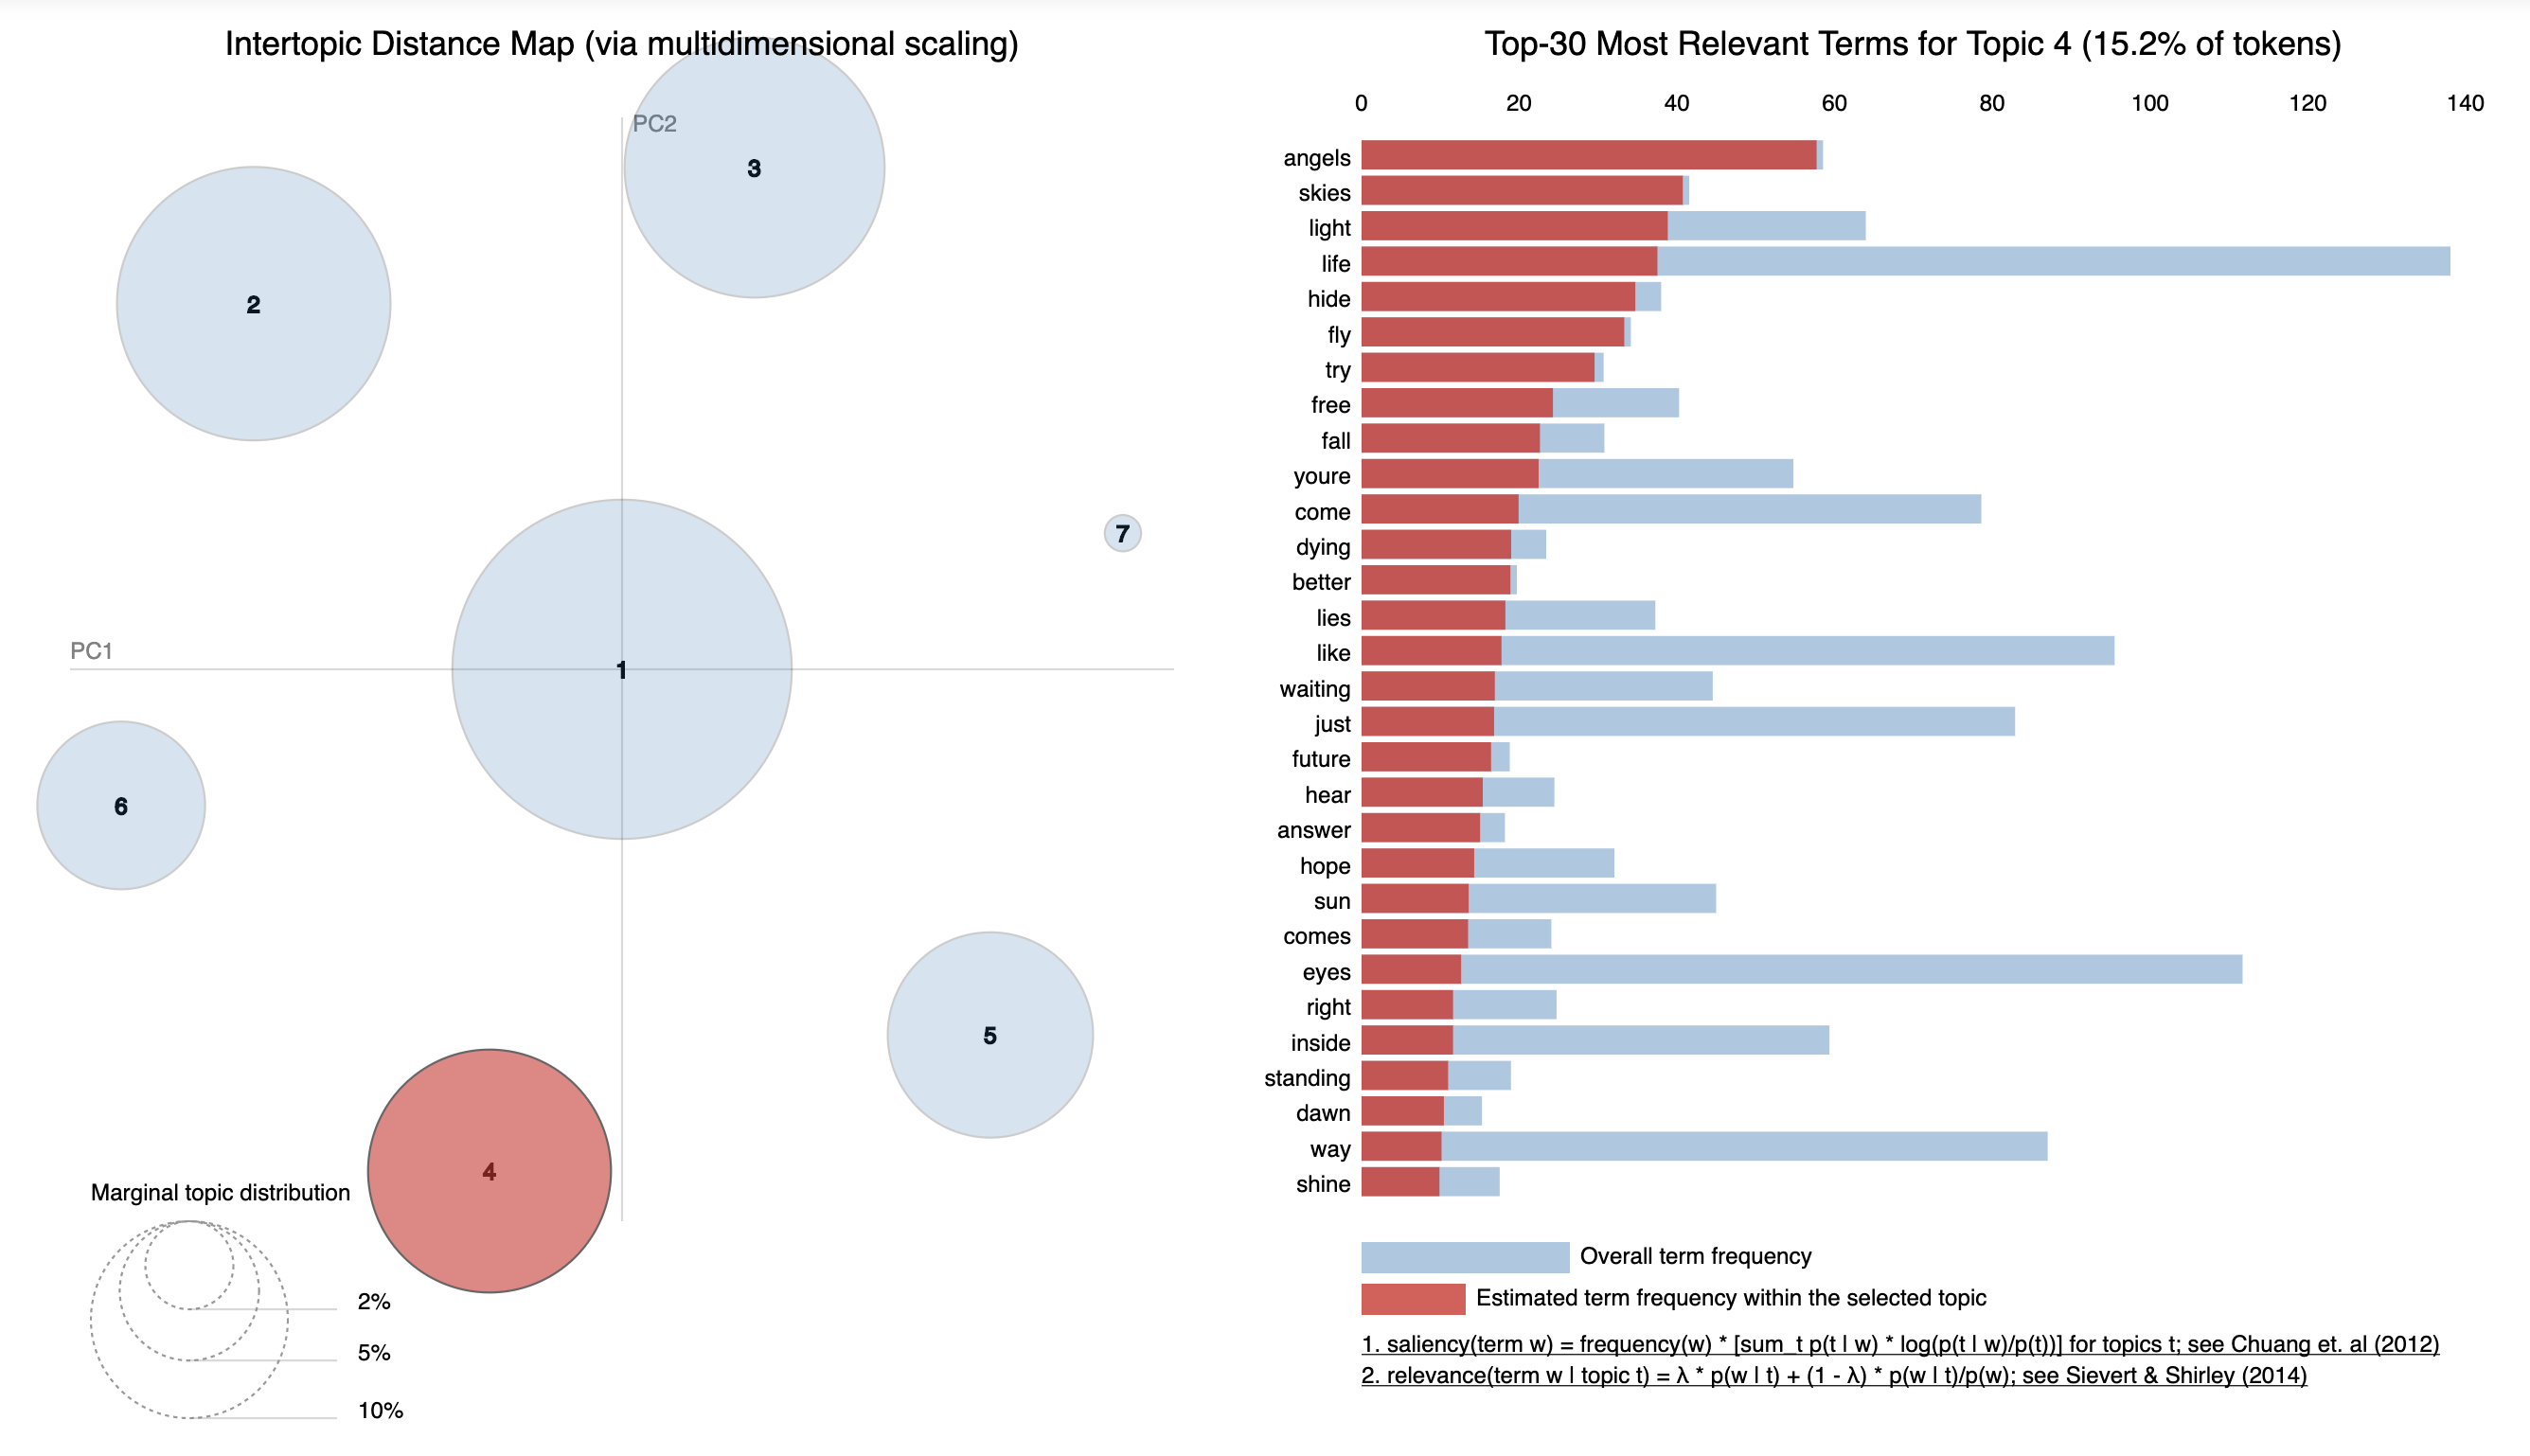 Intertopic Distance Map (via multidimensional scaling)
PC2
3
2
7
PC1
1
6
5
4
Marginal topic distribution
2%
5%
10%
Top-30 Most Relevant Terms for Topic 4 (15.2% of tokens)
0 20 40 60 80 100 120 140
angels
skies
light
life
hide
fly
try
free
fall
youre
come
dying
better
lies
like
waiting
just
future
hear
answer
hope
sun
comes
eyes
right
inside
standing
dawn
way
shine
Overall term frequency
Estimated term frequency within the selected topic
1. saliency(term w) = frequency(w) * [sum_t p(t | w) * log(p(t | w)/p(t))] for topics t; see Chuang et. al (2012)
2. relevance(term w | topic t) = λ * p(w | t) + (1 - λ) * p(w | t)/p(w); see Sievert & Shirley (2014)